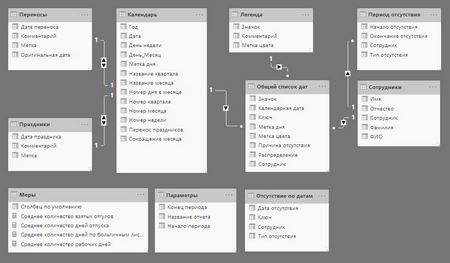 Переносы
Дата переноса
Комментарий
Метка
Оригинальная дата
Календарь
Год
Дата
День недели
День_Месяц
Метка дня
Название квартала
Название месяца
Номер дня в месяце
Номер квартала
Номер месяца
Номер недели
Перенос праздников
Сокращение месяца
Легенда
Значок
Комментарий
Метка цвета
Период отсутствия
Начало отсутствия
Окончание отсутствия
Сотрудник
Тип отсутствия
Праздники
Дата праздника
Комментарий
Метка
Общий список дат
Значок
Календарная дата
Ключ
Метка дня
Метка цвета
Причина отсутствия
Распределение
Сотрудник
Сотрудники
Имя
Отчество
Сотрудник
Фамилия
ФИО
1
1
1
1
1
1
1
Меры
Столбец по умолчанию
Среднее количество взятых отгулов
Среднее количество дней отпуска
Среднее количество дней по больничным лис...
Среднее количество рабочих дней
Параметры
Конец периода
Название отчета
Начало периода
Отсутствие по датам
Дата отсутствия
Ключ
Сотрудник
Тип отсутствия